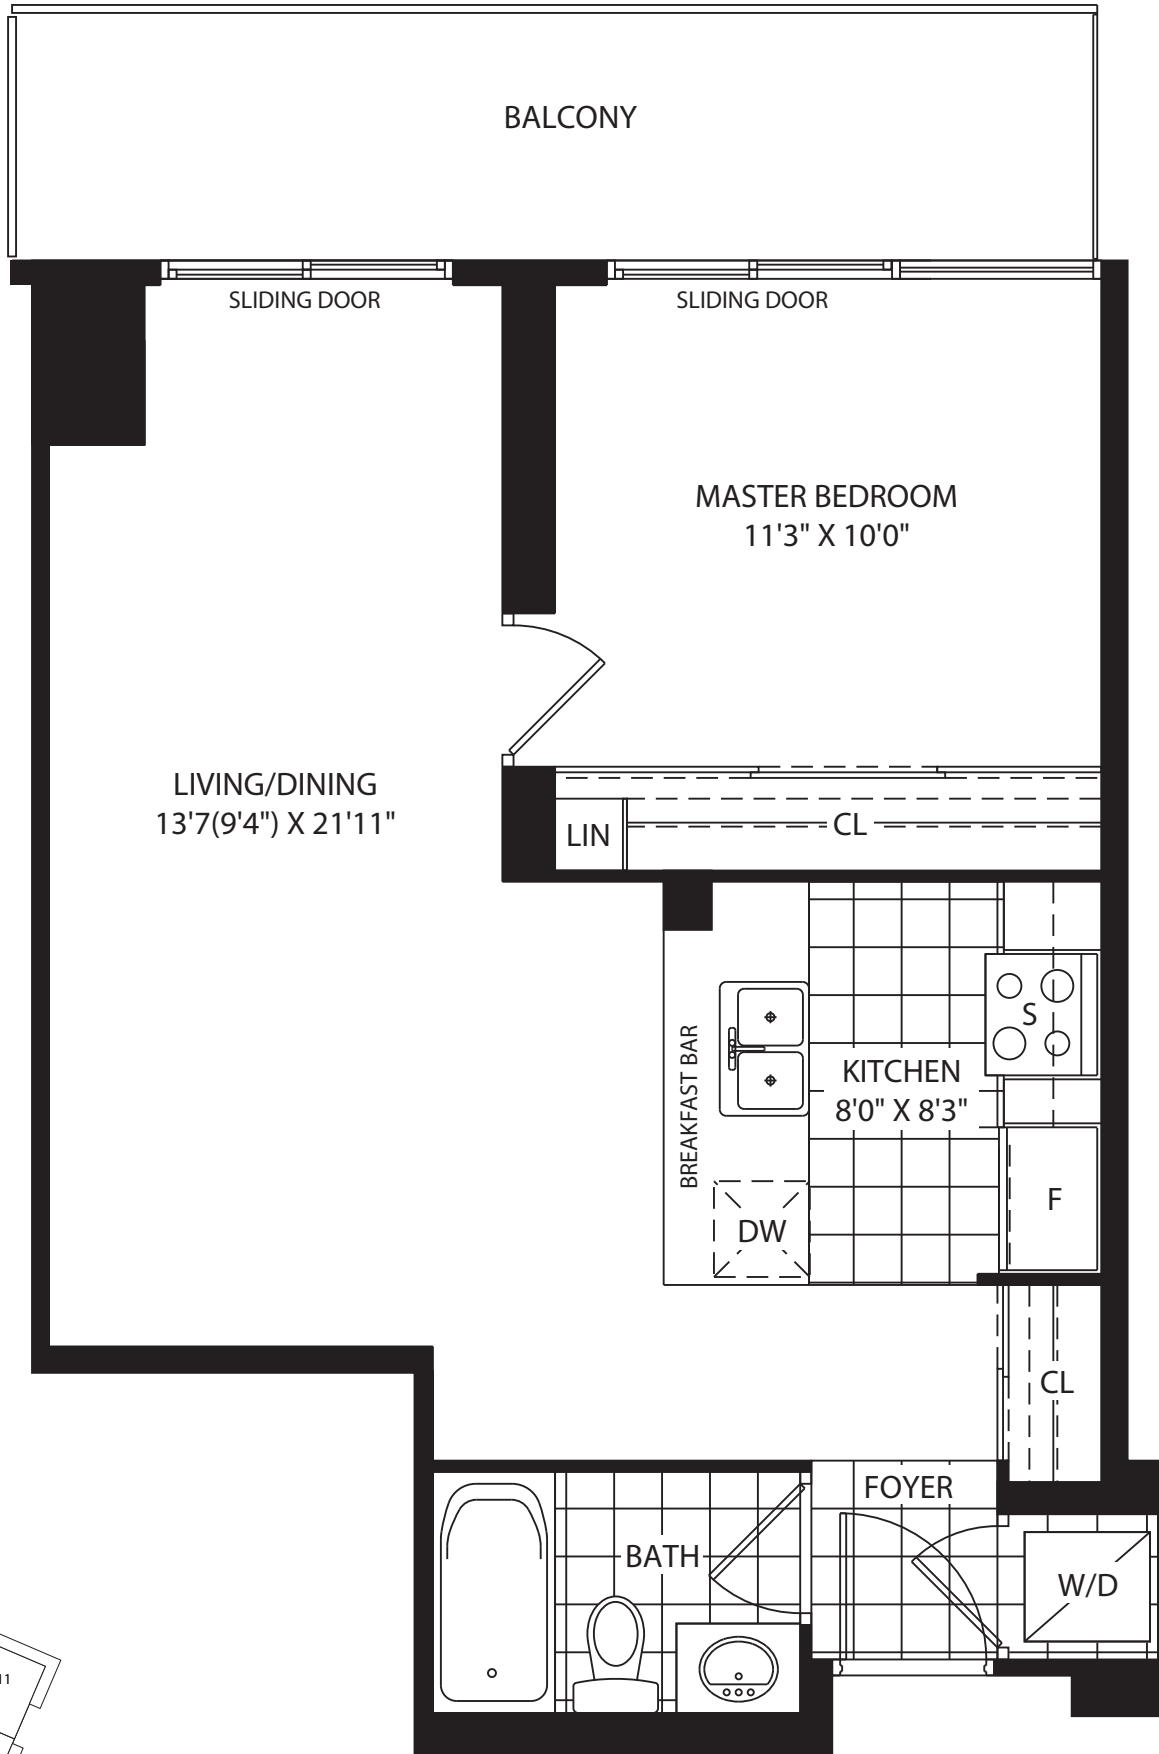 BALCONY
SLIDING DOOR
SLIDING DOOR
MASTER BEDROOM
11'3" X 10'0"
LIVING/DINING
13'7(9'4") X 21'11"
LIN
CL
BREAKFAST BAR
S
KITCHEN
8'0" X 8'3"
F
DW
CL
FOYER
BATH
W/D
11